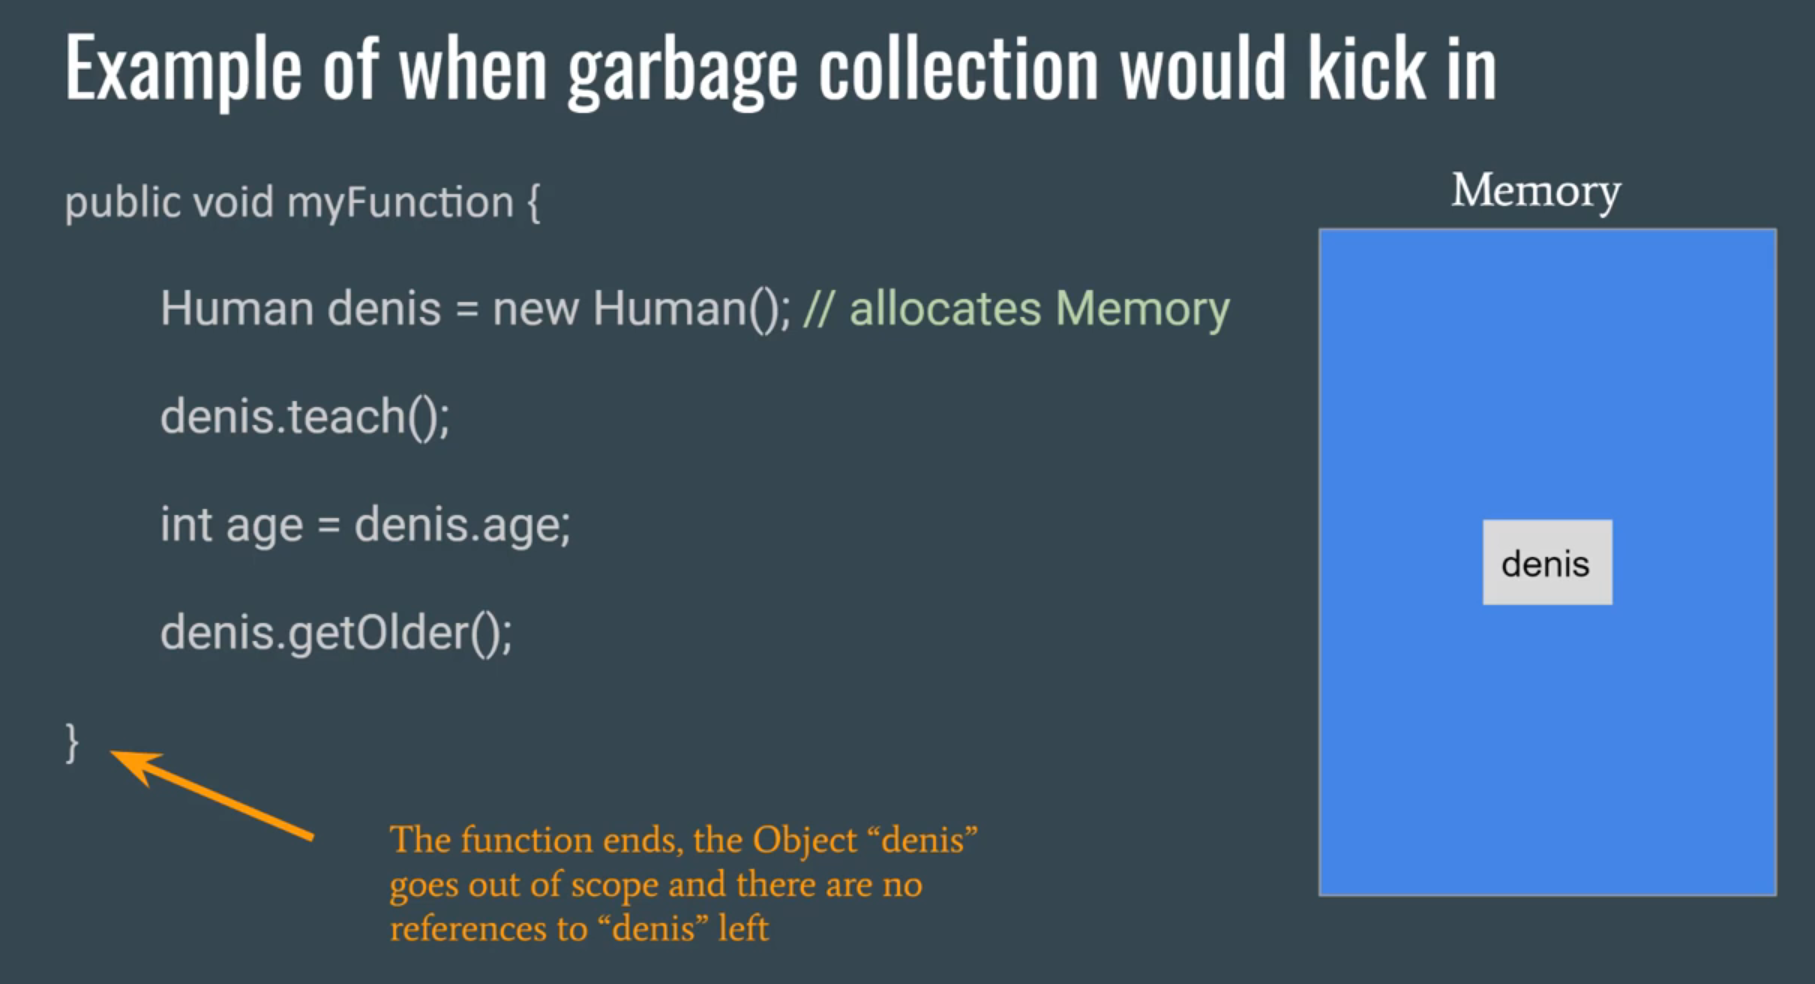 Example of when garbage collection would kick in
public void myFunction {
Human denis = new Human(); // allocates Memory
denis.teach();
int age = denis.age;
denis.getOlder();
}
The function ends, the Object “denis”
goes out of scope and there are no
references to “denis” left
Memory
denis